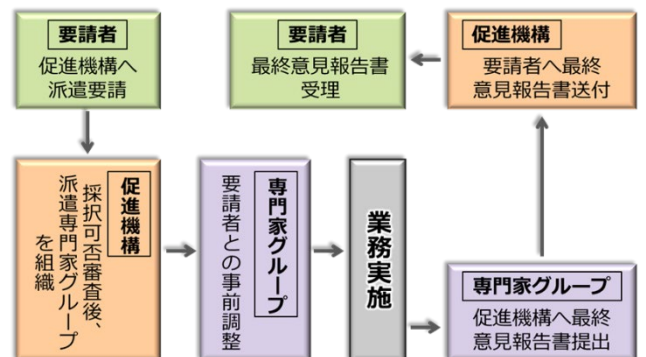 要請者
促進機構へ
派遣要請
促進機構
採択可否審査後、
派遣専門家グループ
を組織
専門家グループ
要請者との事前調整
業務実施
専門家グループ
促進機構へ最終
意見報告書提出
促進機構
要請者へ最終
意見報告書送付
要請者
最終意見報告書
受理